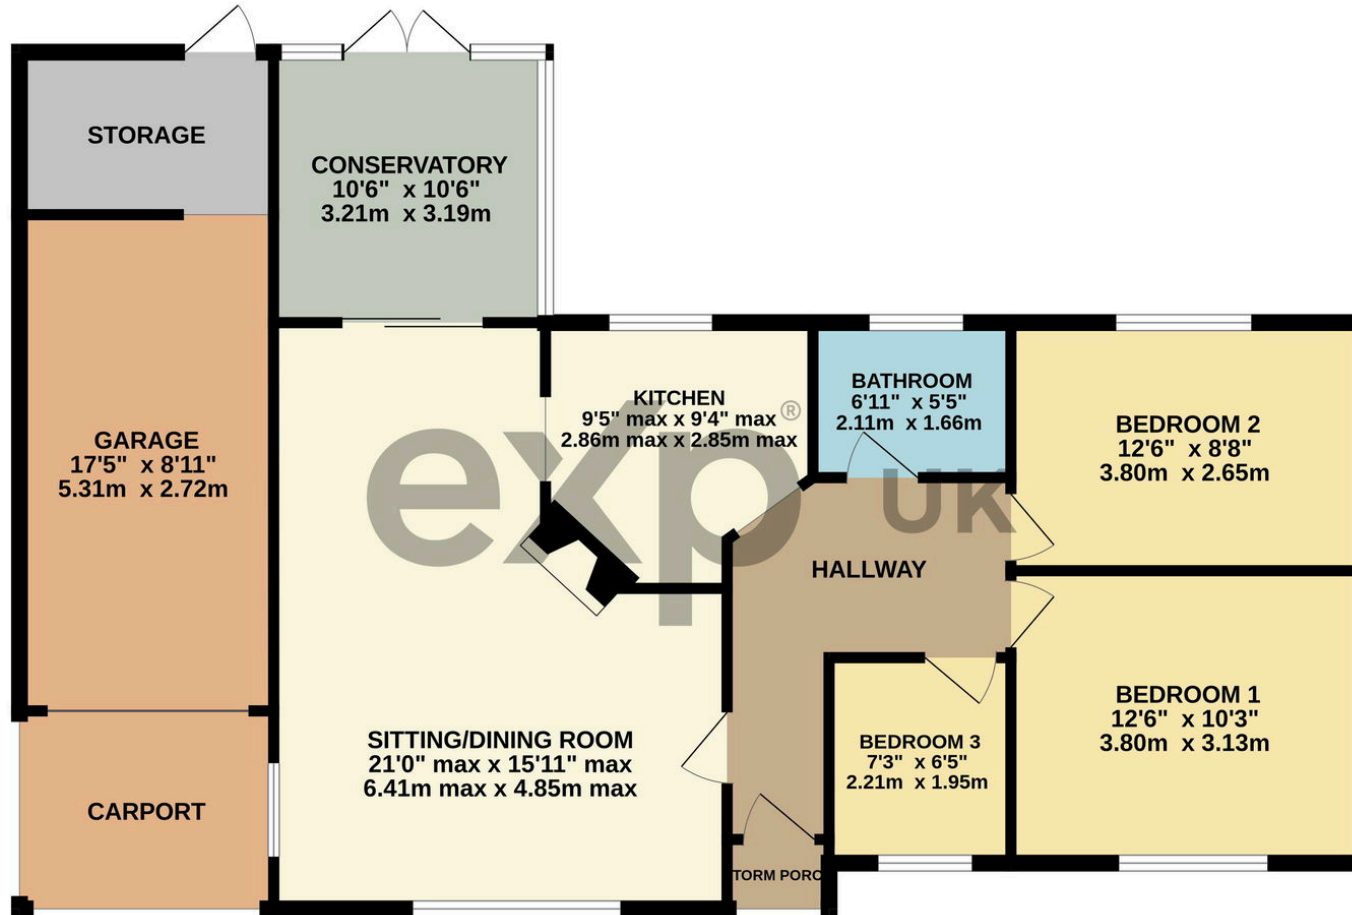 STORAGE
CONSERVATORY
10'6" x 10'6"
3.21m x 3.19m
GARAGE
17'5" x 8'11"
5.31m x 2.72m
KITCHEN
9'5" max x 9'4" max
2.86m max x 2.85m max
BATHROOM
6'11" x 5'5"
2.11m x 1.66m
BEDROOM 2
12'6" x 8'8"
3.80m x 2.65m
exp®
UK
HALLWAY
SITTING/DINING ROOM
21'0" max x 15'11" max
6.41m max x 4.85m max
BEDROOM 3
7'3" x 6'5"
2.21m x 1.95m
BEDROOM 1
12'6" x 10'3"
3.80m x 3.13m
CARPORT
TORM PORC